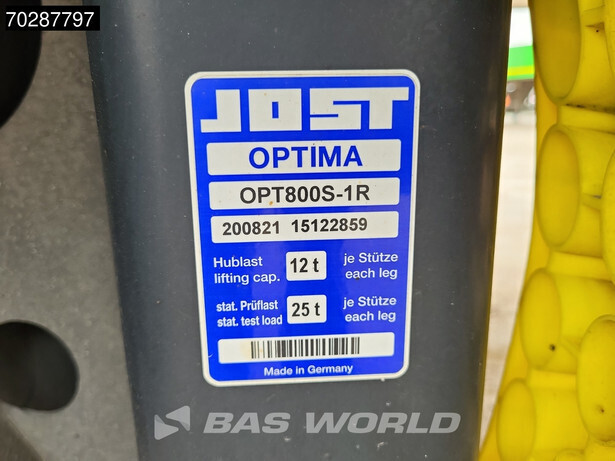 70287797
JOST
OPTIMA
OPT800S-1R
200821 15122859
Hublast
lifting cap.
12 t
je Stütze
each leg
stat. Prüflast
stat. test load
25 t
je Stütze
each leg
Made in Germany
BAS WORLD